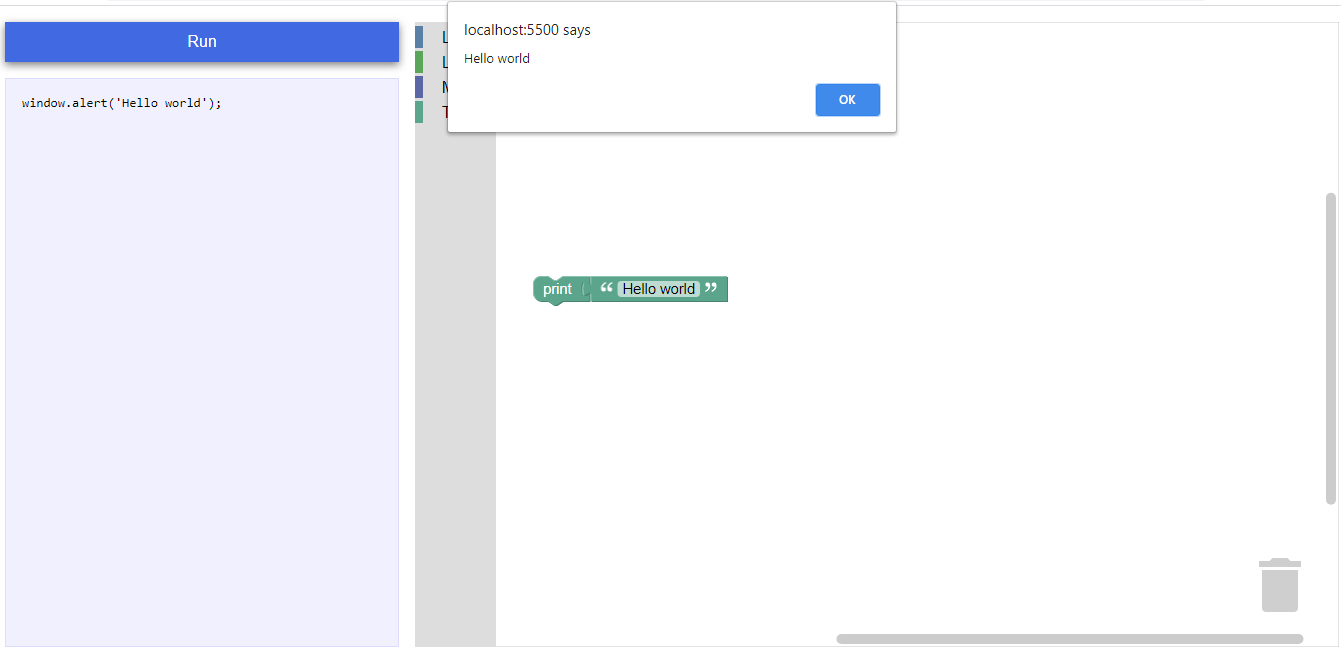 Run
window.alert('Hello world');
localhost:5500 says
Hello world
OK
print “ Hello world ”